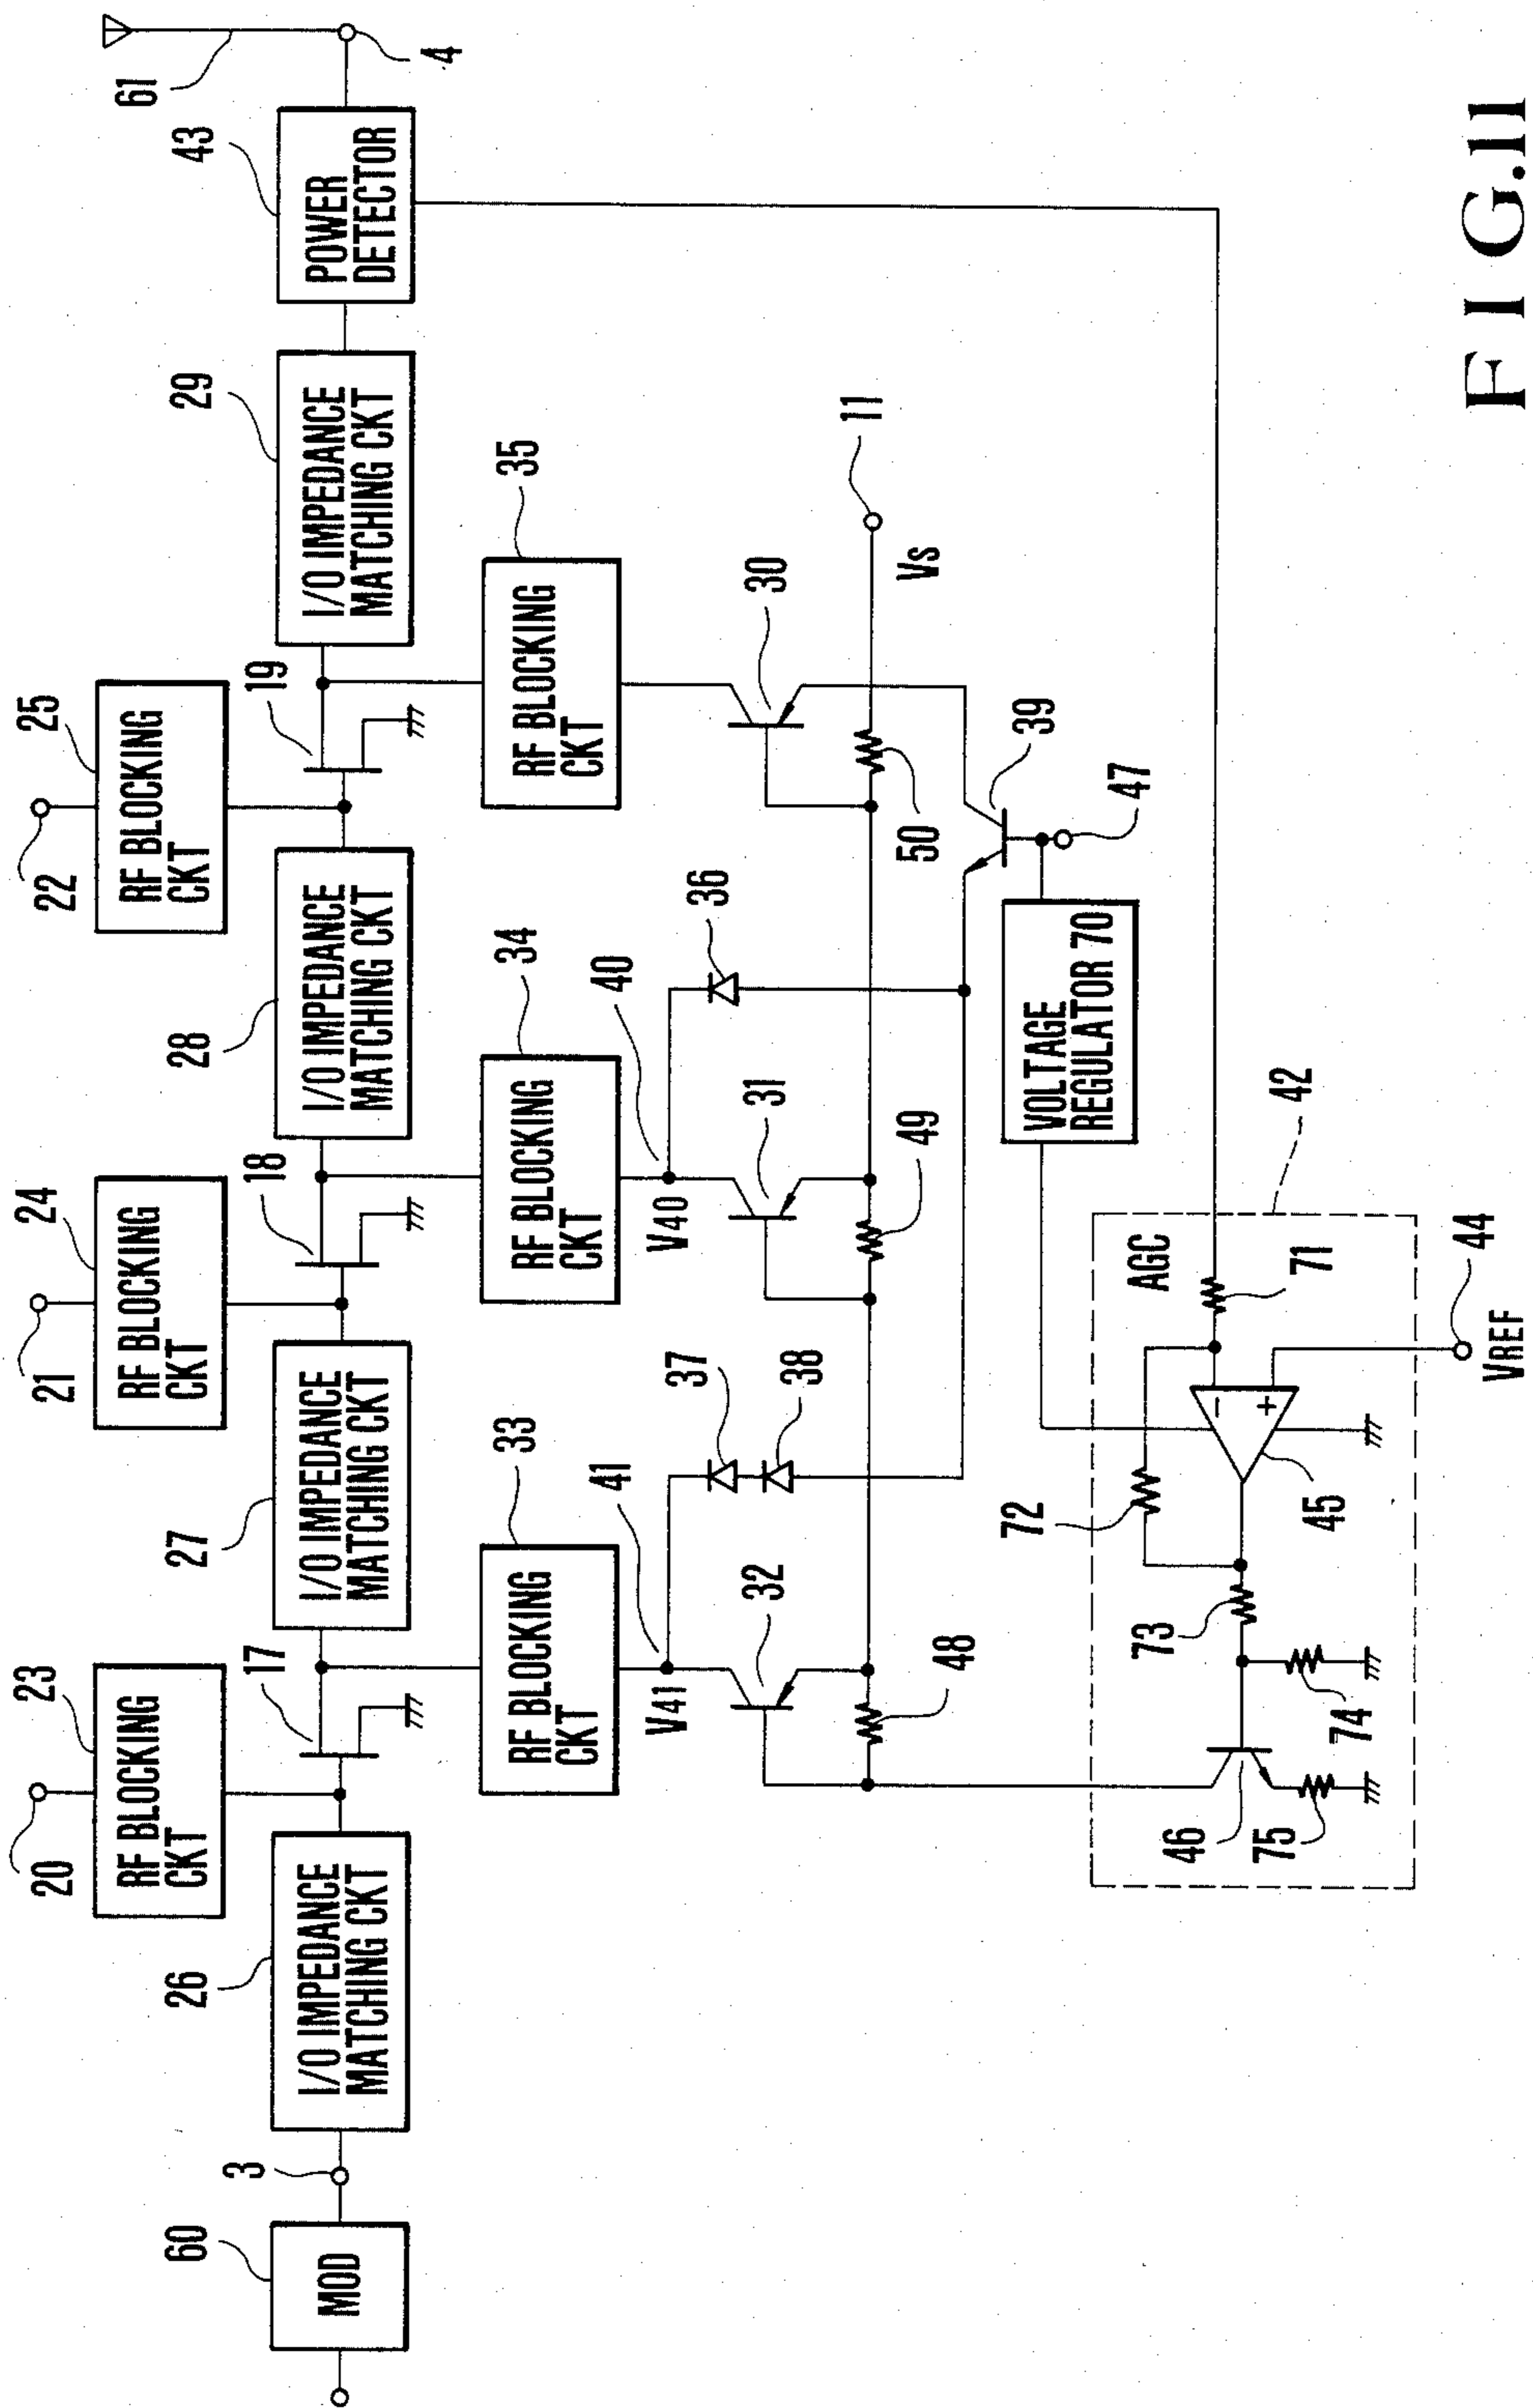 61
4
43
POWER
DETECTOR
29
I/O IMPEDANCE
MATCHING CKT
22
25
RF BLOCKING
CKT
19
35
RF BLOCKING
CKT
30
11
Vs
50
39
47
28
I/O IMPEDANCE
MATCHING CKT
36
VOLTAGE
REGULATOR 70
21
24
RF BLOCKING
CKT
18
34
RF BLOCKING
CKT
40
V40
31
49
42
AGC
71
44
VREF
27
I/O IMPEDANCE
MATCHING CKT
37
38
72
−
+
45
20
23
RF BLOCKING
CKT
17
33
RF BLOCKING
CKT
41
V41
32
48
73
74
46
75
26
I/O IMPEDANCE
MATCHING CKT
3
60
MOD
FIG.11